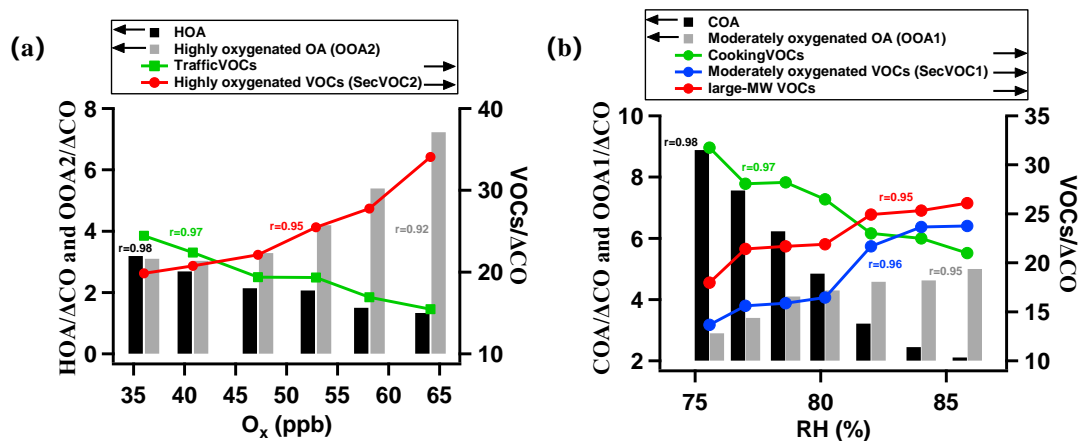 (a)
HOA
Highly oxygenated OA (OOA2)
TrafficVOCs
Highly oxygenated VOCs (SecVOC2)
HOA/ΔCO and OOA2/ΔCO
8
6
4
2
0
40
30
20
10
VOCs/ΔCO
r=0.98
r=0.97
r=0.95
r=0.92
35 40 45 50 55 60 65
Ox (ppb)
(b)
COA
Moderately oxygenated OA (OOA1)
CookingVOCs
Moderately oxygenated VOCs (SecVOC1)
large-MW VOCs
COA/ΔCO and OOA1/ΔCO
10
8
6
4
2
35
30
25
20
15
10
VOCs/ΔCO
r=0.98
r=0.97
r=0.95
r=0.96
r=0.95
75 80 85
RH (%)